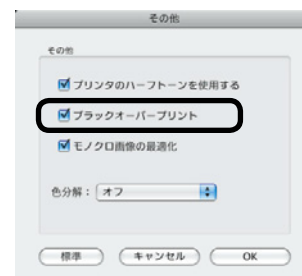 その他
その他
プリンタのハーフトーンを使用する
ブラックオーバープリント
モノクロ画像の最適化
色分解： オフ
標準 キャンセル OK